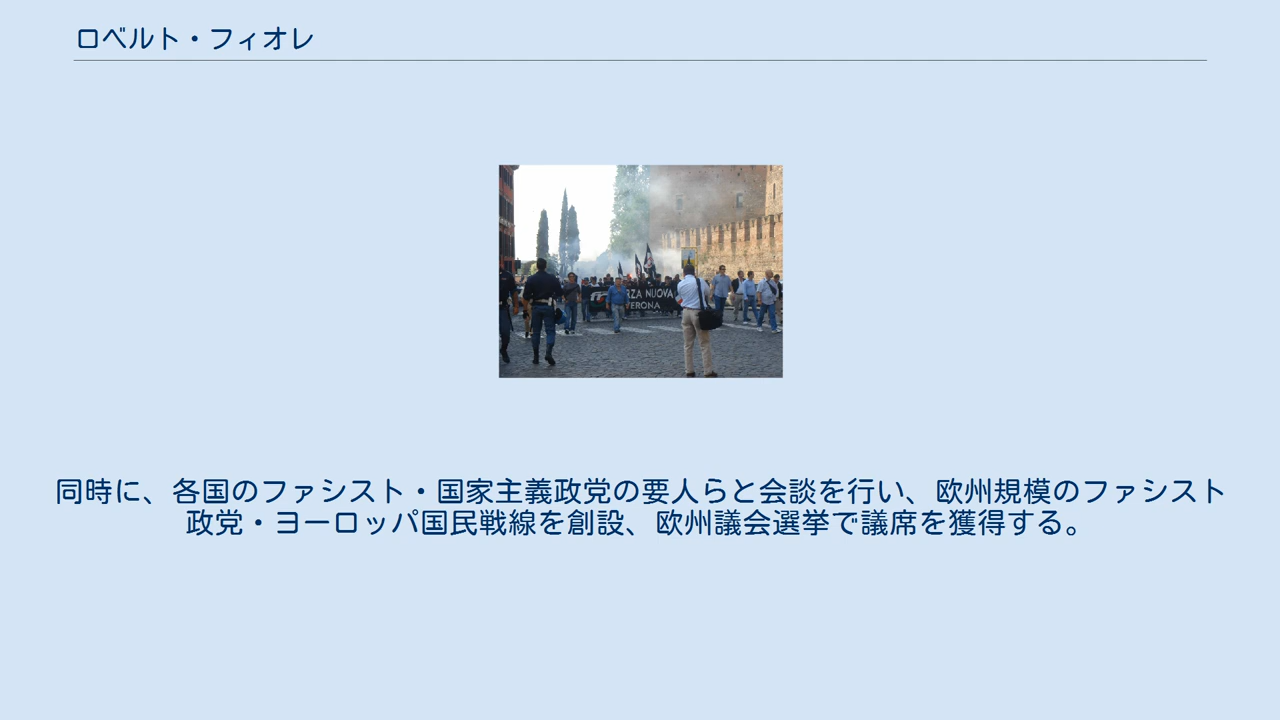 ロベルト・フィオレ
RZA NUOVA
VERONA
同時に、各国のファシスト・国家主義政党の要人らと会談を行い、欧州規模のファシスト
政党・ヨーロッパ国民戦線を創設、欧州議会選挙で議席を獲得する。